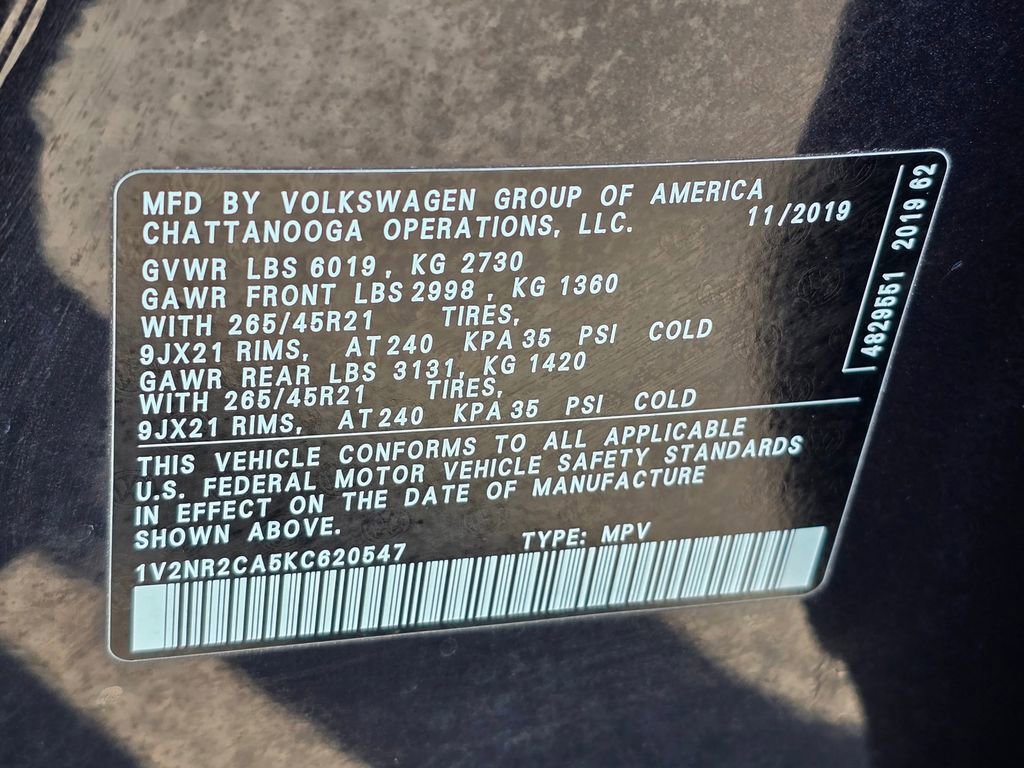 MFD BY VOLKSWAGEN GROUP OF AMERICA
CHATTANOOGA OPERATIONS, LLC. 11/2019
GVWR LBS 6019, KG 2730
GAWR FRONT LBS 2998, KG 1360
WITH 265/45R21 TIRES,
9JX21 RIMS, AT 240 KPA 35 PSI COLD
GAWR REAR LBS 3131, KG 1420
WITH 265/45R21 TIRES,
9JX21 RIMS, AT 240 KPA 35 PSI COLD
THIS VEHICLE CONFORMS TO ALL APPLICABLE
U.S. FEDERAL MOTOR VEHICLE SAFETY STANDARDS
IN EFFECT ON THE DATE OF MANUFACTURE
SHOWN ABOVE.
1V2NR2CA5KC620547 TYPE: MPV
4829551 2019 62